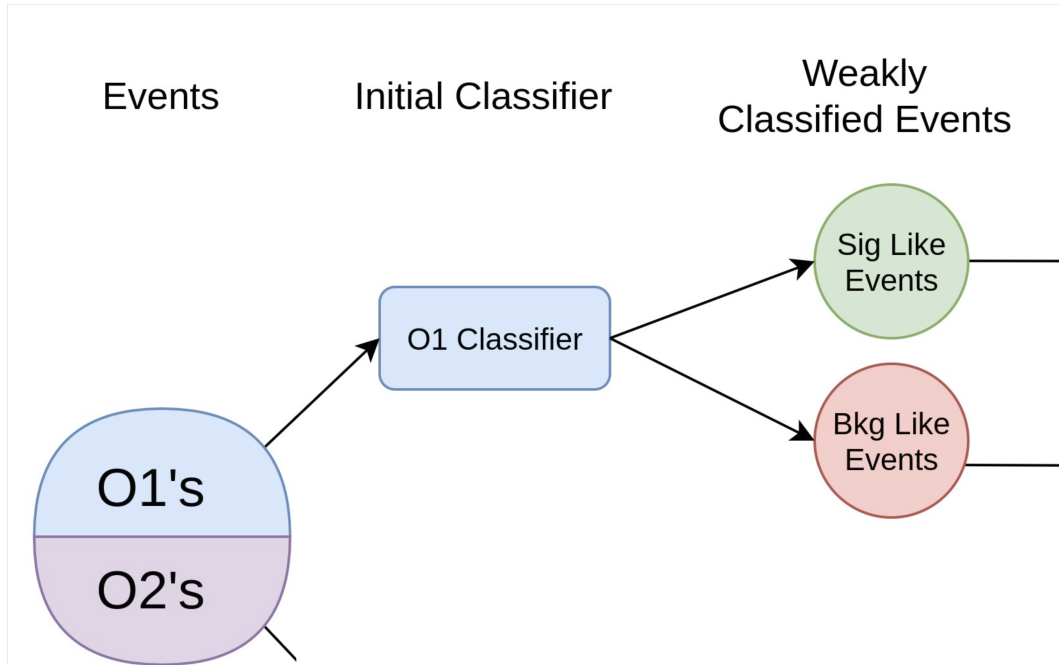 Events
Initial Classifier
Weakly
Classified Events
Sig Like
Events
O1 Classifier
Bkg Like
Events
O1's
O2's